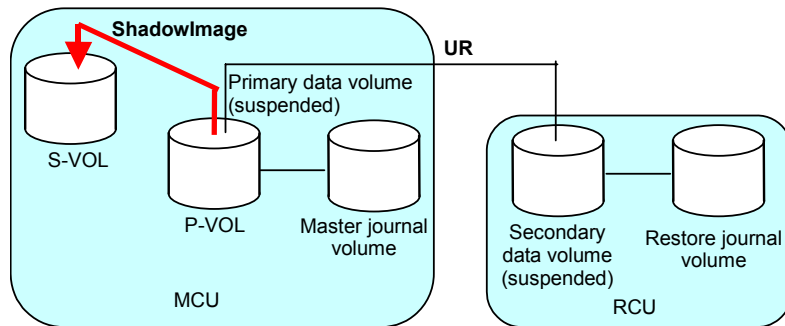 ShadowImage
UR
Primary data volume
(suspended)
S-VOL
P-VOL
Master journal
volume
MCU
Secondary
data volume
(suspended)
Restore journal
volume
RCU